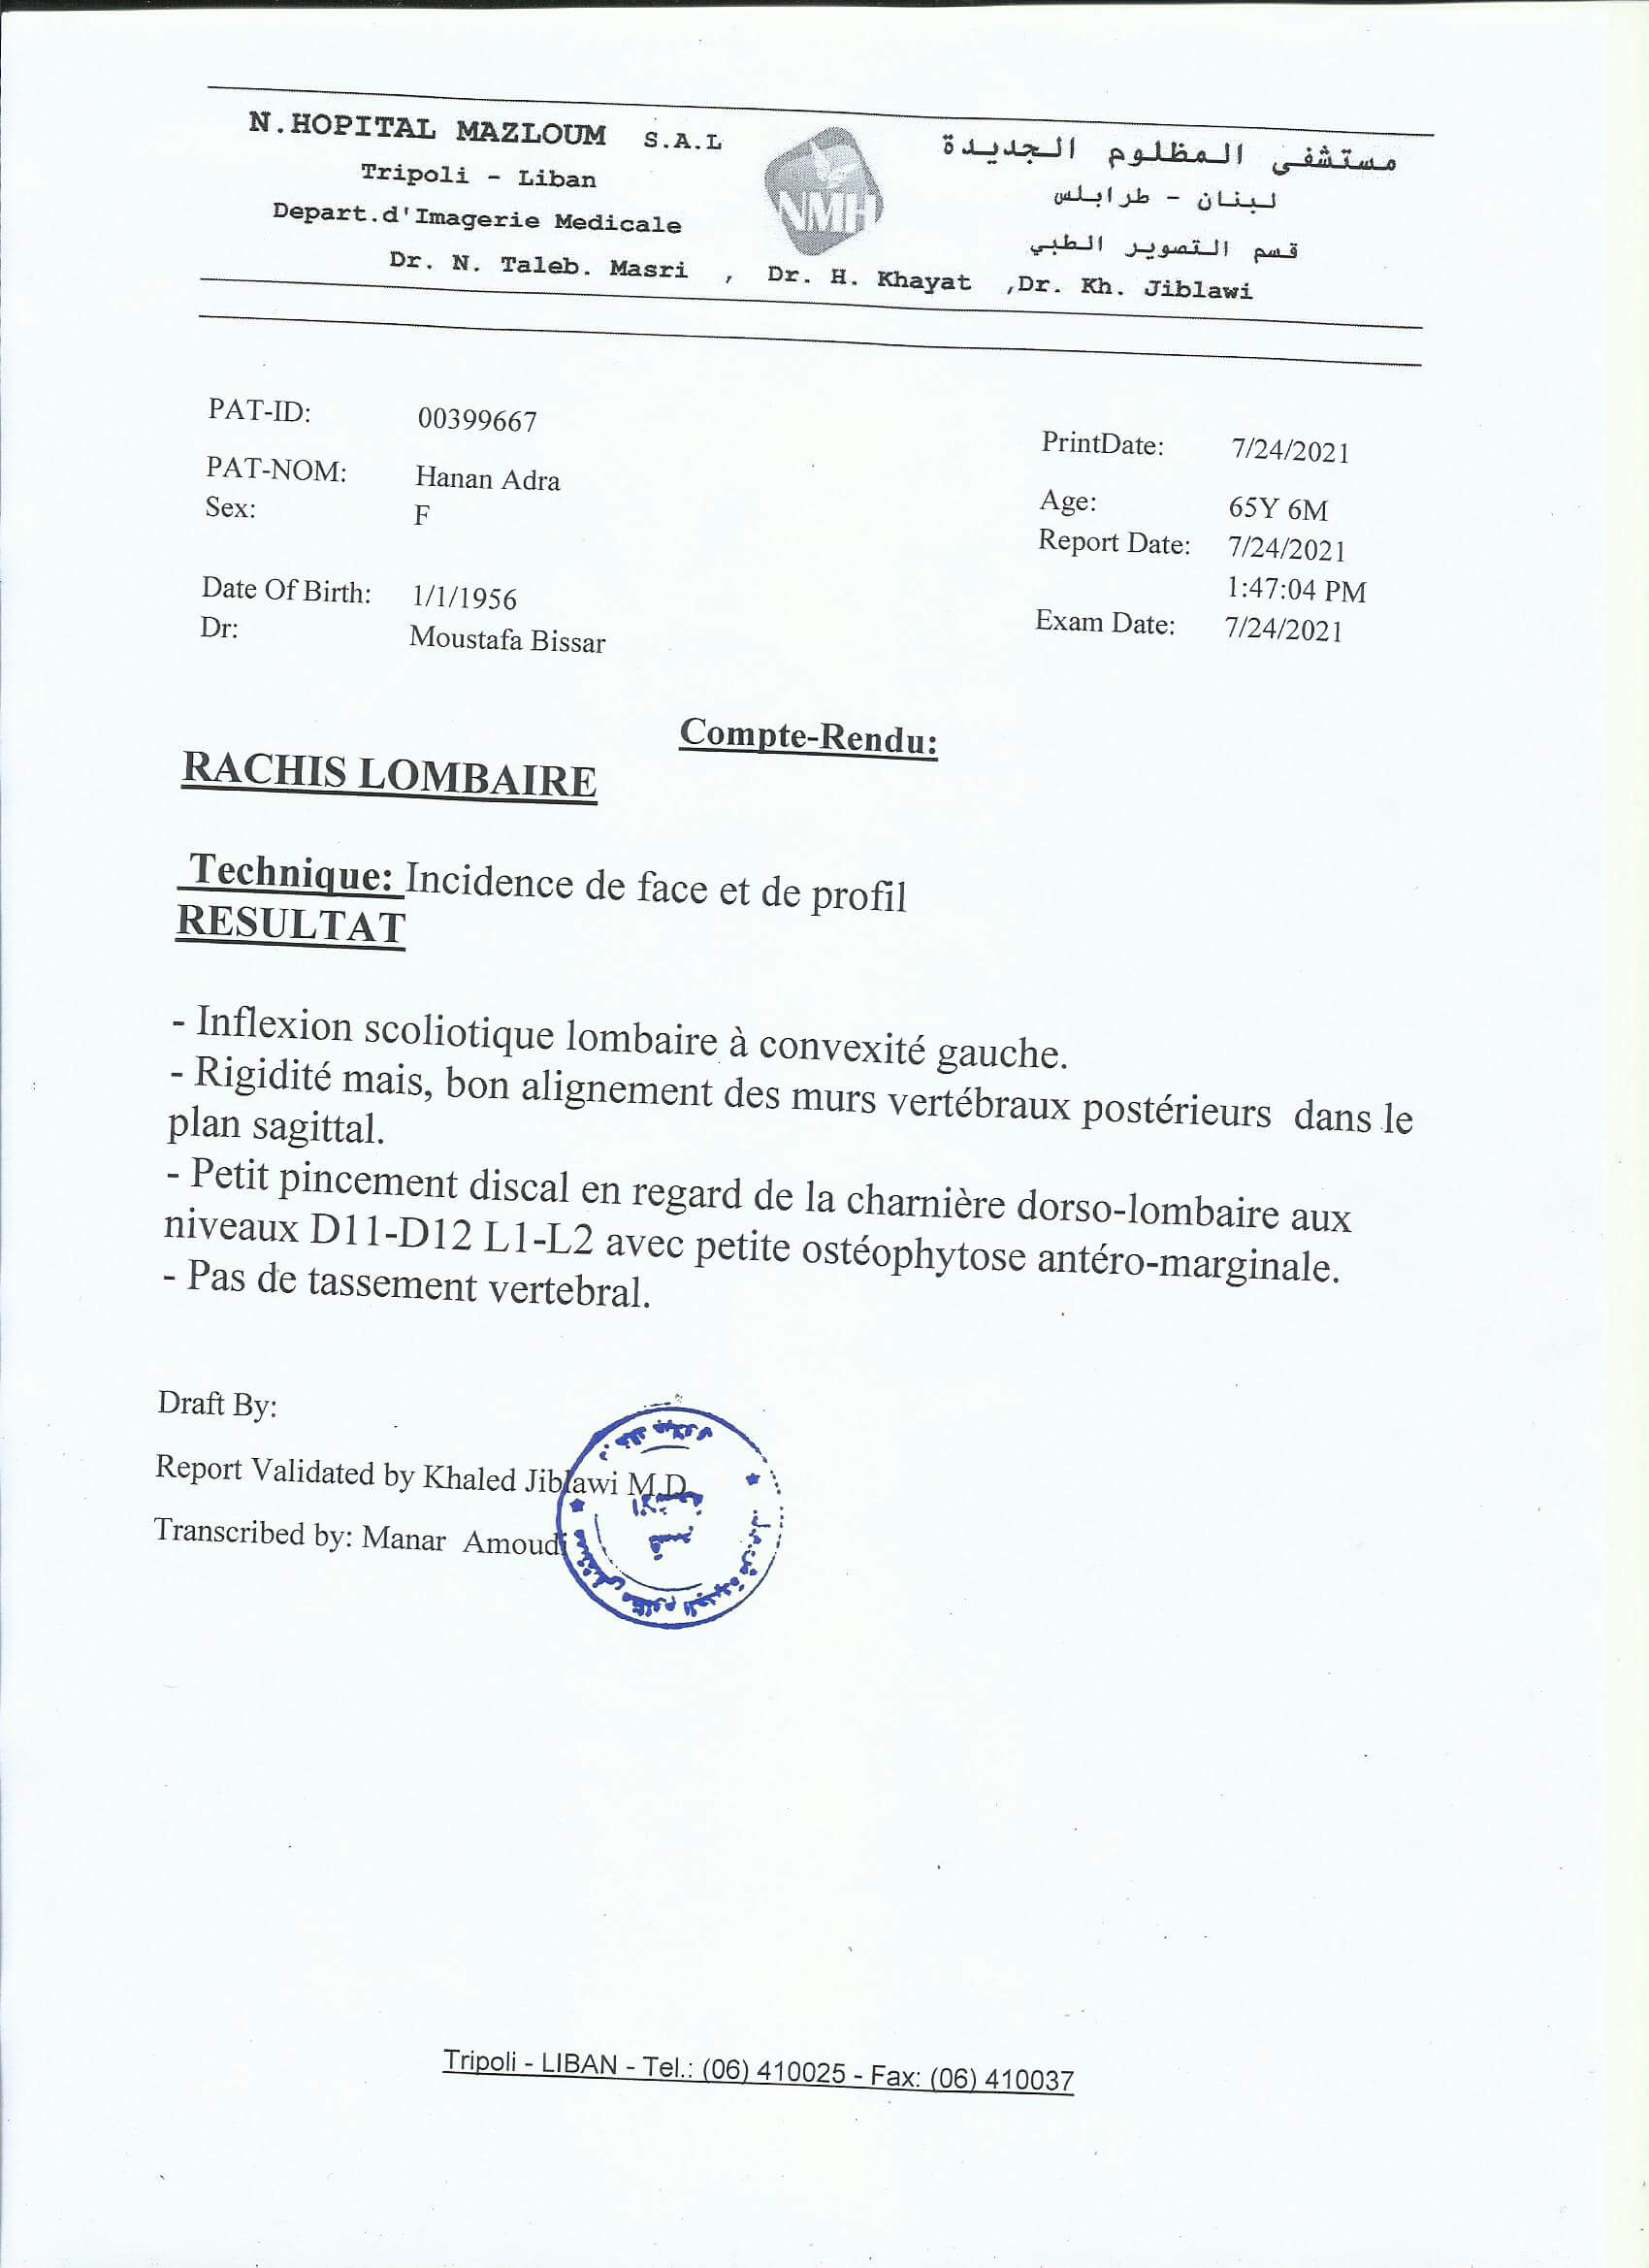 N.HOPITAL MAZLOUM S.A.L
Tripoli - Liban
Depart.d'Imagerie Medicale
NMH
مستشفى المظلوم الجديدة
لبنان - طرابلس
قسم التصوير الطبي
Dr. N. Taleb. Masri , Dr. H. Khayat ,Dr. Kh. Jiblawi
PAT-ID: 00399667
PAT-NOM: Hanan Adra
Sex: F
Date Of Birth: 1/1/1956
Dr: Moustafa Bissar
PrintDate: 7/24/2021
Age: 65Y 6M
Report Date: 7/24/2021
1:47:04 PM
Exam Date: 7/24/2021
Compte-Rendu:
RACHIS LOMBAIRE
Technique: Incidence de face et de profil
RESULTAT
- Inflexion scoliotique lombaire à convexité gauche.
- Rigidité mais, bon alignement des murs vertébraux postérieurs dans le
plan sagittal.
- Petit pincement discal en regard de la charnière dorso-lombaire aux
niveaux D11-D12 L1-L2 avec petite ostéophytose antéro-marginale.
- Pas de tassement vertebral.
Draft By:
Report Validated by Khaled Jiblawi M.D
Transcribed by: Manar Amoudi
Tripoli - LIBAN - Tel.: (06) 410025 - Fax: (06) 410037